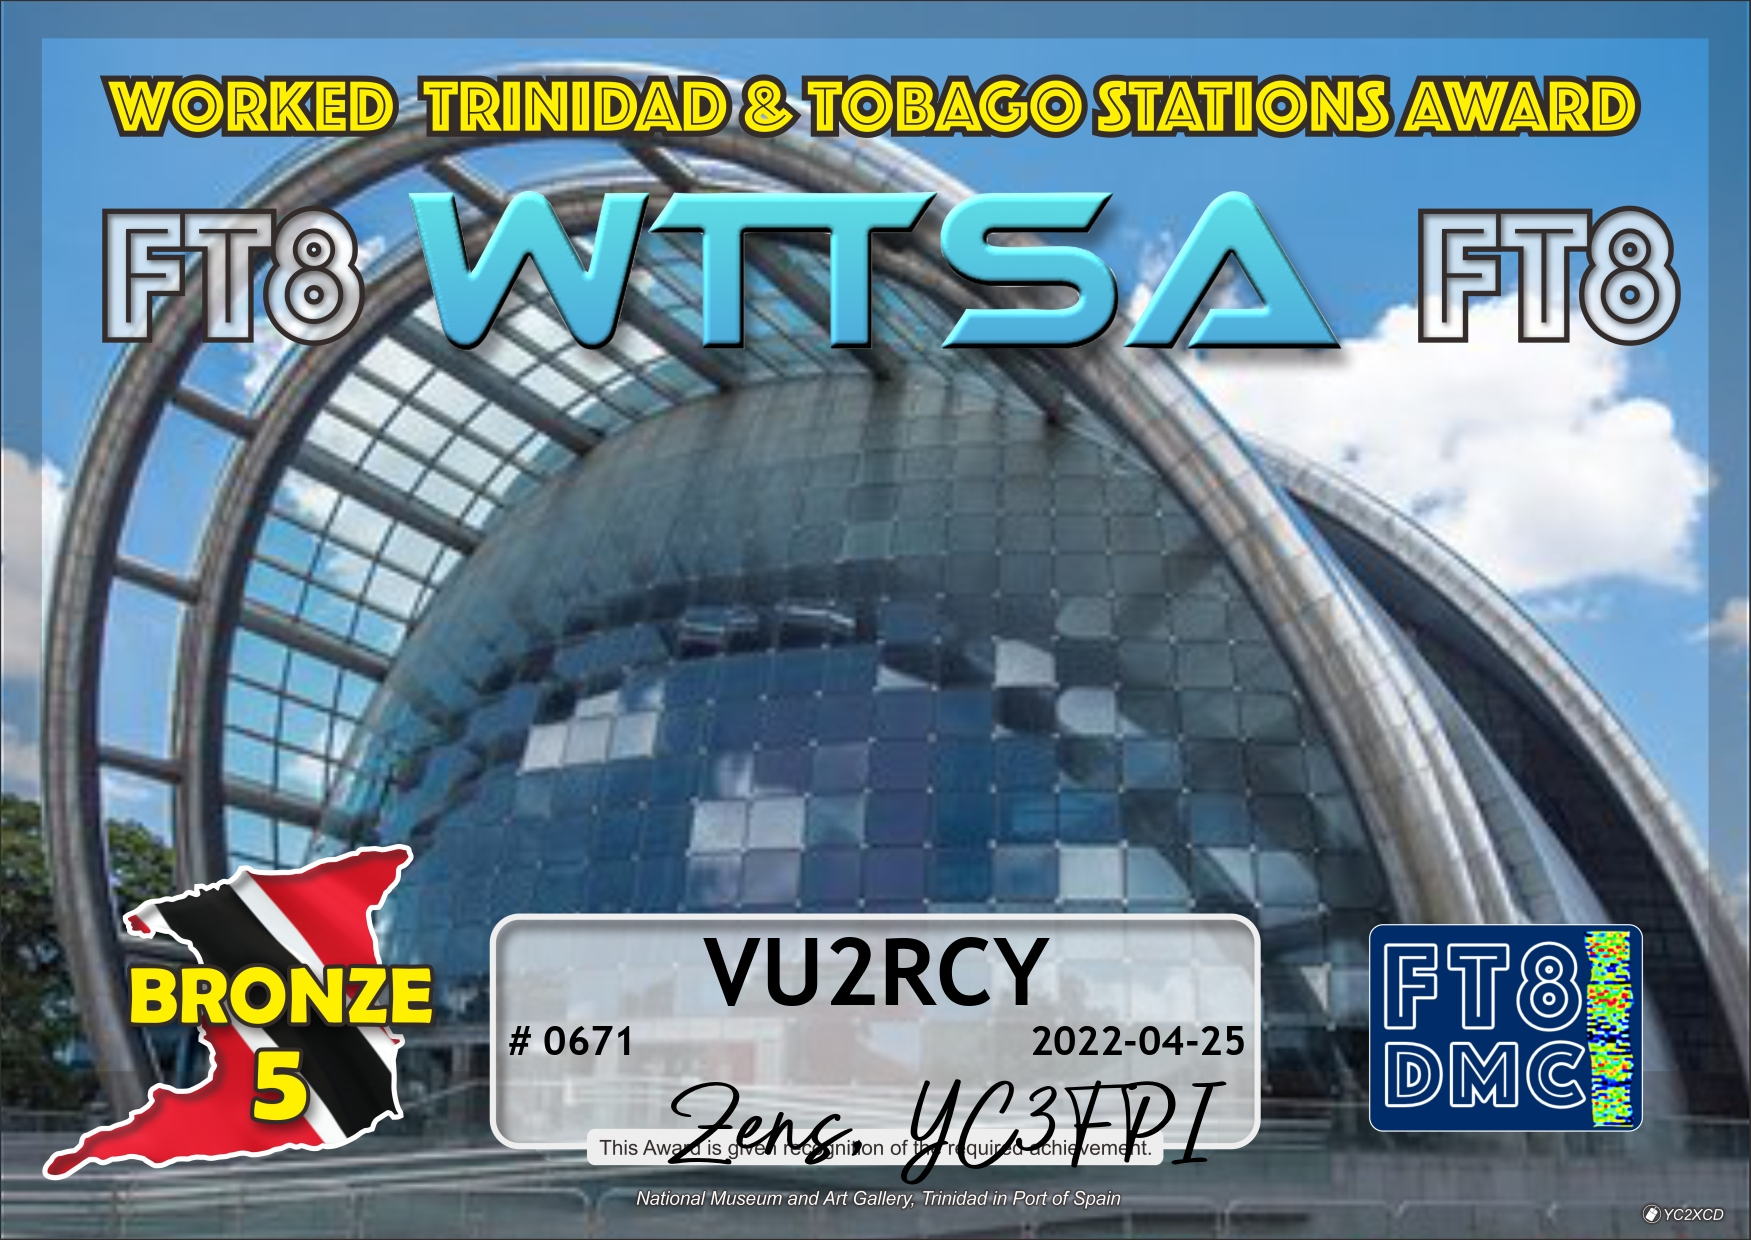 WORKED TRINIDAD & TOBAGO STATIONS AWARD
FT8 WTTSA FT8
BRONZE
5
VU2RCY
# 0671 2022-04-25
Zens. YC3FPI
This Award is given recognition of the required achievement.
National Museum and Art Gallery, Trinidad in Port of Spain
FT8
DMC
YC2XCD